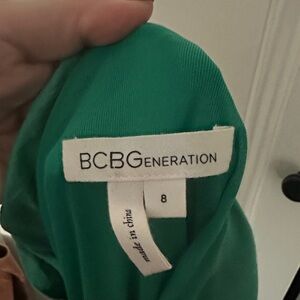 BCBGENERATION
8
made in china